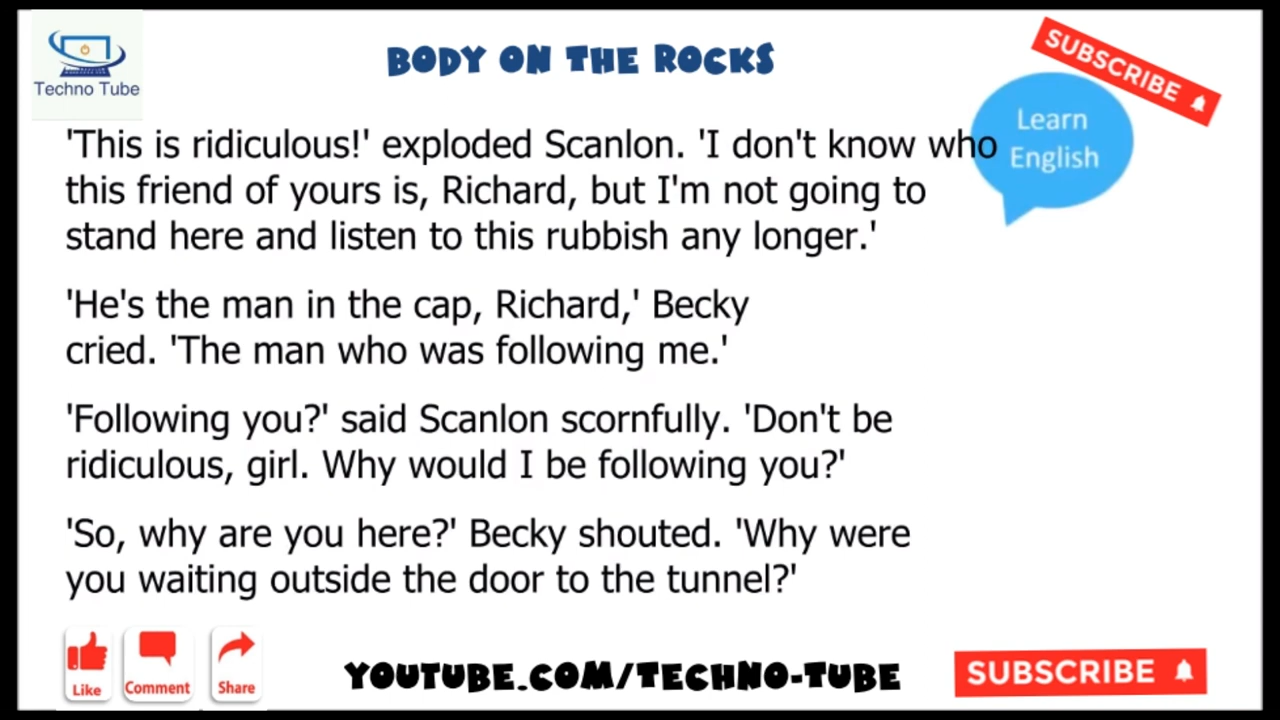 Techno Tube
BODY ON THE ROCKS
SUBSCRIBE
Learn
English
'This is ridiculous!' exploded Scanlon. 'I don't know who
this friend of yours is, Richard, but I'm not going to
stand here and listen to this rubbish any longer.'
'He's the man in the cap, Richard,' Becky
cried. 'The man who was following me.'
'Following you?' said Scanlon scornfully. 'Don't be
ridiculous, girl. Why would I be following you?'
'So, why are you here?' Becky shouted. 'Why were
you waiting outside the door to the tunnel?'
Like
Comment
Share
YOUTUBE.COM/TECHNO-TUBE
SUBSCRIBE